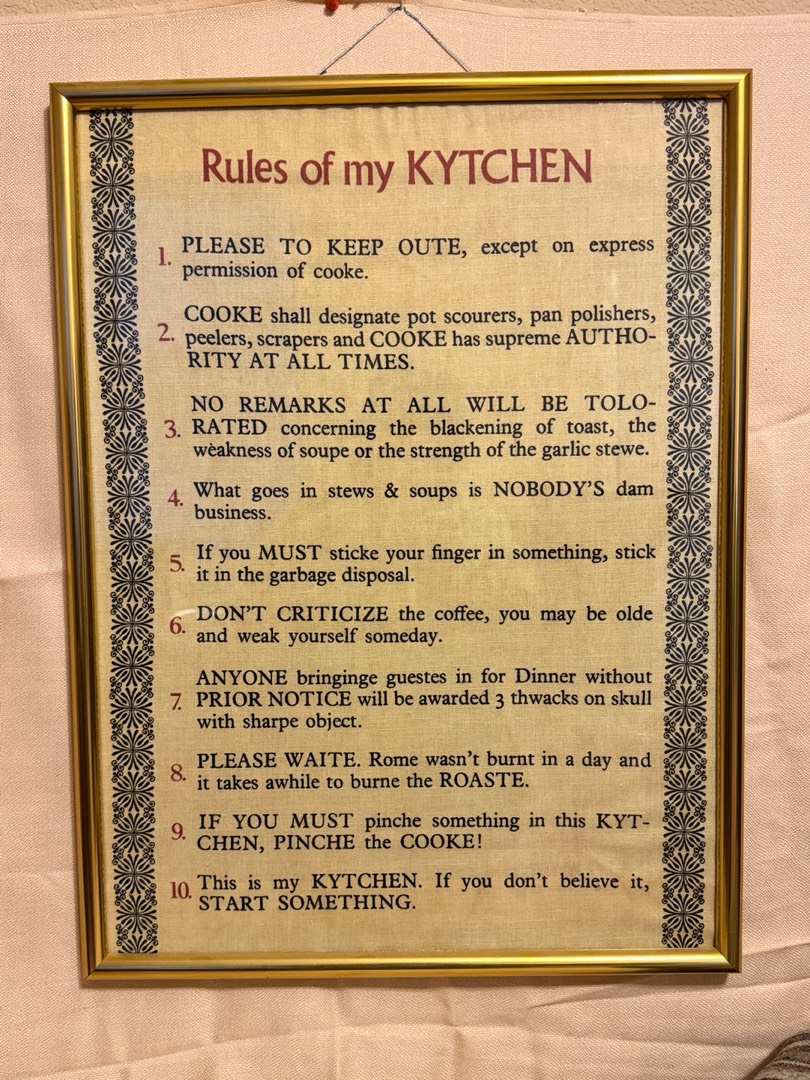 Rules of my KYTCHEN
1. PLEASE TO KEEP OUTE, except on express
permission of cooke.
2. COOKE shall designate pot scourers, pan polishers,
peelers, scrapers and COOKE has supreme AUTHO-
RITY AT ALL TIMES.
3. NO REMARKS AT ALL WILL BE TOLO-
RATED concerning the blackening of toast, the
weakness of soupe or the strength of the garlic stewe.
4. What goes in stews & soups is NOBODY'S dam
business.
5. If you MUST sticke your finger in something, stick
it in the garbage disposal.
6. DON'T CRITICIZE the coffee, you may be olde
and weak yourself someday.
7. ANYONE bringinge guestes in for Dinner without
PRIOR NOTICE will be awarded 3 thwacks on skull
with sharpe object.
8. PLEASE WAITE. Rome wasn't burnt in a day and
it takes awhile to burne the ROASTE.
9. IF YOU MUST pinche something in this KYT-
CHEN, PINCHE the COOKE!
10. This is my KYTCHEN. If you don't believe it,
START SOMETHING.